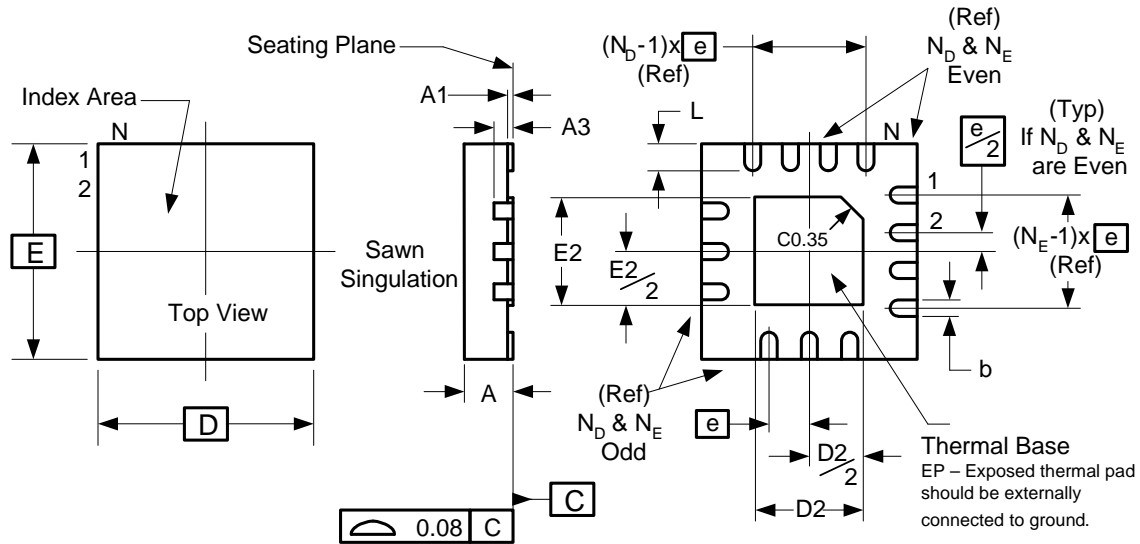 Seating Plane
Index Area
A1
A3
N
1
2
E
Top View
D
Sawn
Singulation
A
0.08 C
C
(N_D-1)x e
(Ref)
(Ref)
N_D & N_E
Even
L
N
e/2
(Typ)
If N_D & N_E
are Even
1
2
(N_E-1)x e
(Ref)
E2
E2/2
C0.35
b
(Ref)
N_D & N_E
Odd
e
D2/2
D2
Thermal Base
EP – Exposed thermal pad
should be externally
connected to ground.